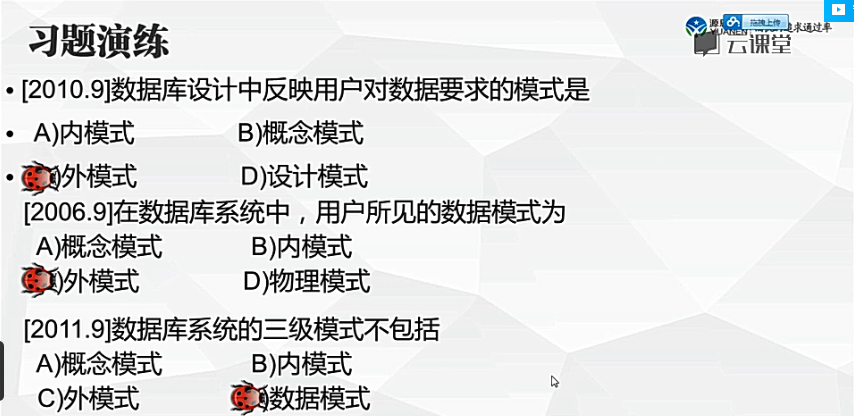 习题演练
拖拽上传
云课堂
• [2010.9]数据库设计中反映用户对数据要求的模式是
• A)内模式 B)概念模式
• )外模式 D)设计模式
[2006.9]在数据库系统中，用户所见的数据模式为
A)概念模式 B)内模式
)外模式 D)物理模式
[2011.9]数据库系统的三级模式不包括
A)概念模式 B)内模式
C)外模式 )数据模式